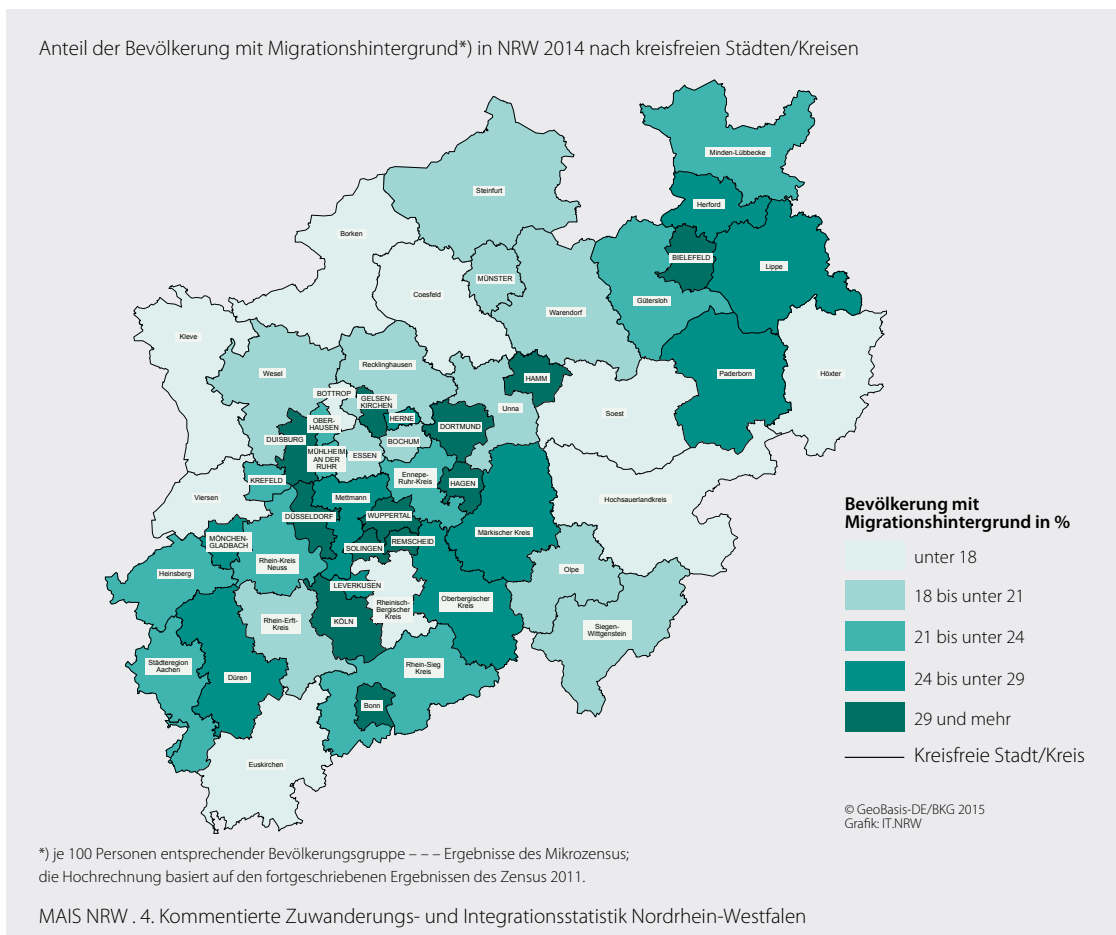 Anteil der Bevölkerung mit Migrationshintergrund*) in NRW 2014 nach kreisfreien Städten/Kreisen
Minden-Lübbecke
Steinfurt
Herford
Borken
BIELEFELD
Lippe
MÜNSTER
Coesfeld
Gütersloh
Warendorf
Kleve
Recklinghausen
Wesel
HAMM
Paderborn
Höxter
BOTTROP
GELSEN-
KIRCHEN
Unna
Soest
OBER-
HAUSEN
HERNE
DORTMUND
DUISBURG
BOCHUM
MÜHLHEIM
AN DER
RUHR
ESSEN
KREFELD
Ennepe-
Ruhr-Kreis
HAGEN
Viersen
Mettmann
Hochsauerlandkreis
DÜSSELDORF
WUPPERTAL
Märkischer Kreis
MÖNCHEN-
GLADBACH
SOLINGEN
REMSCHEID
Heinsberg
Rhein-Kreis
Neuss
Olpe
LEVERKUSEN
Oberbergischer
Kreis
Rheinisch-
Bergischer
Kreis
Rhein-Erft-
Kreis
KÖLN
Siegen-
Wittgenstein
Städteregion
Aachen
Düren
Rhein-Sieg
Kreis
Bonn
Euskirchen
Bevölkerung mit
Migrationshintergrund in %
unter 18
18 bis unter 21
21 bis unter 24
24 bis unter 29
29 und mehr
Kreisfreie Stadt/Kreis
© GeoBasis-DE/BKG 2015
Grafik: IT.NRW
*) je 100 Personen entsprechender Bevölkerungsgruppe – – – Ergebnisse des Mikrozensus;
die Hochrechnung basiert auf den fortgeschriebenen Ergebnissen des Zensus 2011.
MAIS NRW . 4. Kommentierte Zuwanderungs- und Integrationsstatistik Nordrhein-Westfalen